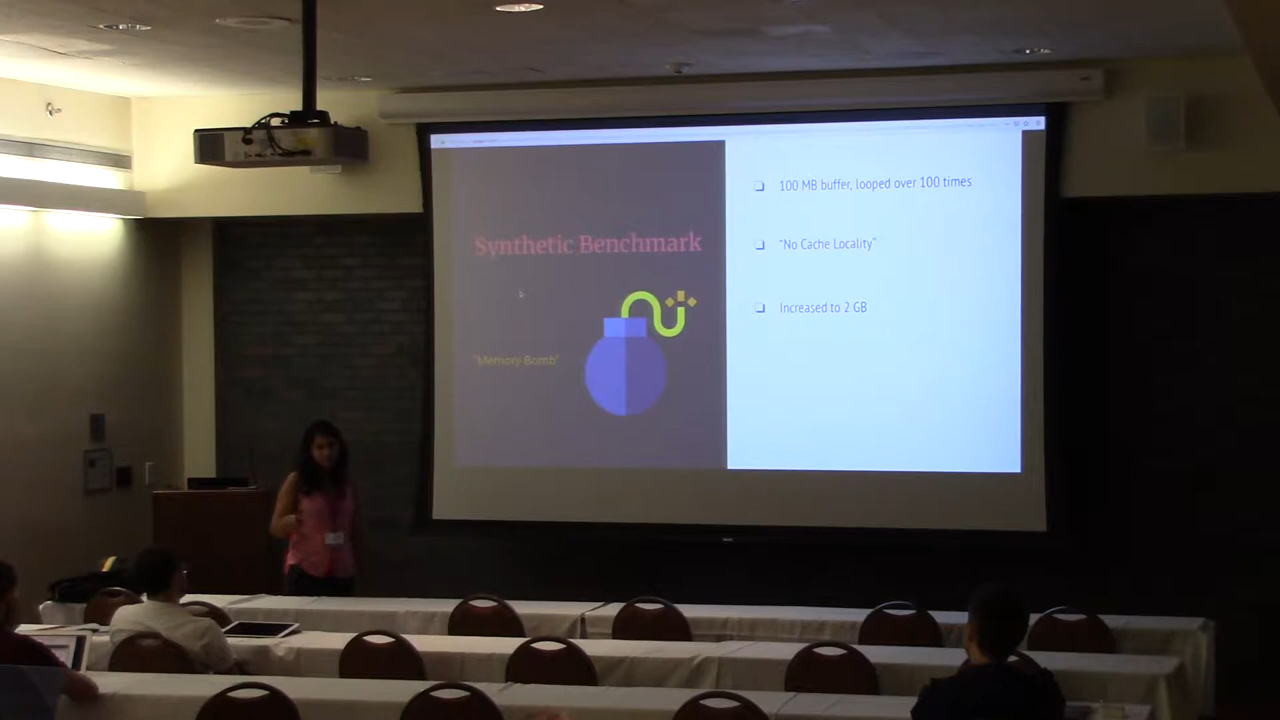 Synthetic Benchmark
"Memory Bomb"
100 MB buffer, looped over 100 times
"No Cache Locality"
Increased to 2 GB